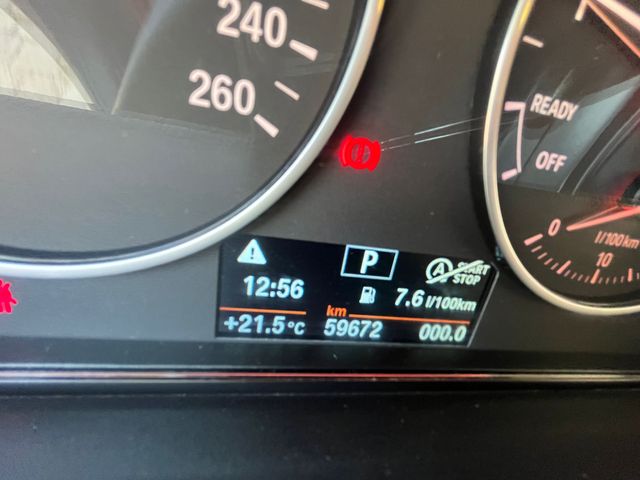 240
260
READY
OFF
0
l/100km
10
P
A START
STOP
12:56
7.6 l/100km
km
+21.5°C
59672
000.0